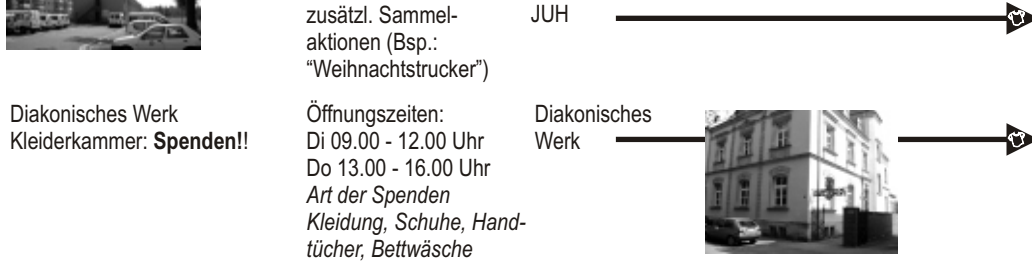 zusätzl. Sammel-
aktionen (Bsp.:
“Weihnachtstrucker”)
JUH
Diakonisches Werk
Kleiderkammer: Spenden!!
Öffnungszeiten:
Di 09.00 - 12.00 Uhr
Do 13.00 - 16.00 Uhr
Art der Spenden
Kleidung, Schuhe, Hand-
tücher, Bettwäsche
Diakonisches
Werk